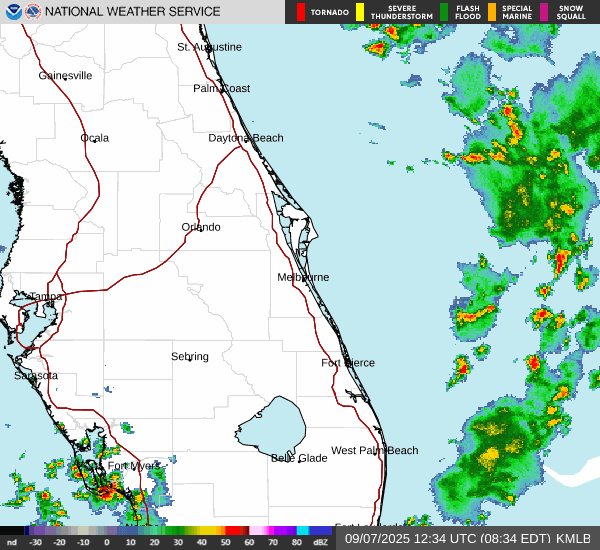 NATIONAL WEATHER SERVICE
TORNADO
SEVERE
THUNDERSTORM
FLASH
FLOOD
SPECIAL
MARINE
SNOW
SQUALL
St. Augustine
Gainesville
Palm Coast
Ocala
Daytona Beach
Orlando
Melbourne
Tampa
Sebring
Fort Pierce
Sarasota
West Palm Beach
Belle Glade
Fort Myers
nd -30 -20 -10 0 10 20 30 40 50 60 70 80 dBZ
09/07/2025 12:34 UTC (08:34 EDT) KMLB